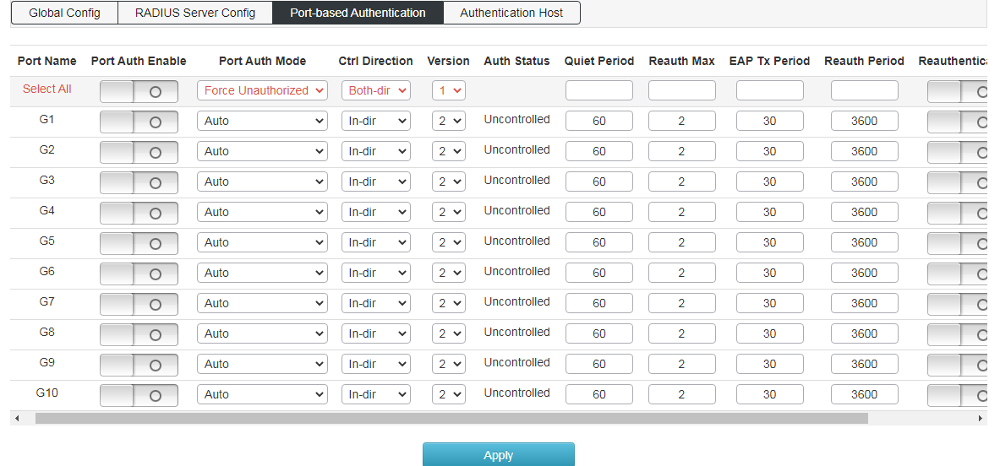 Global Config RADIUS Server Config Port-based Authentication Authentication Host
Port Name Port Auth Enable Port Auth Mode Ctrl Direction Version Auth Status Quiet Period Reauth Max EAP Tx Period Reauth Period Reauthentica
Select All Force Unauthorized Both-dir 1
G1 Auto In-dir 2 Uncontrolled 60 2 30 3600
G2 Auto In-dir 2 Uncontrolled 60 2 30 3600
G3 Auto In-dir 2 Uncontrolled 60 2 30 3600
G4 Auto In-dir 2 Uncontrolled 60 2 30 3600
G5 Auto In-dir 2 Uncontrolled 60 2 30 3600
G6 Auto In-dir 2 Uncontrolled 60 2 30 3600
G7 Auto In-dir 2 Uncontrolled 60 2 30 3600
G8 Auto In-dir 2 Uncontrolled 60 2 30 3600
G9 Auto In-dir 2 Uncontrolled 60 2 30 3600
G10 Auto In-dir 2 Uncontrolled 60 2 30 3600
Apply